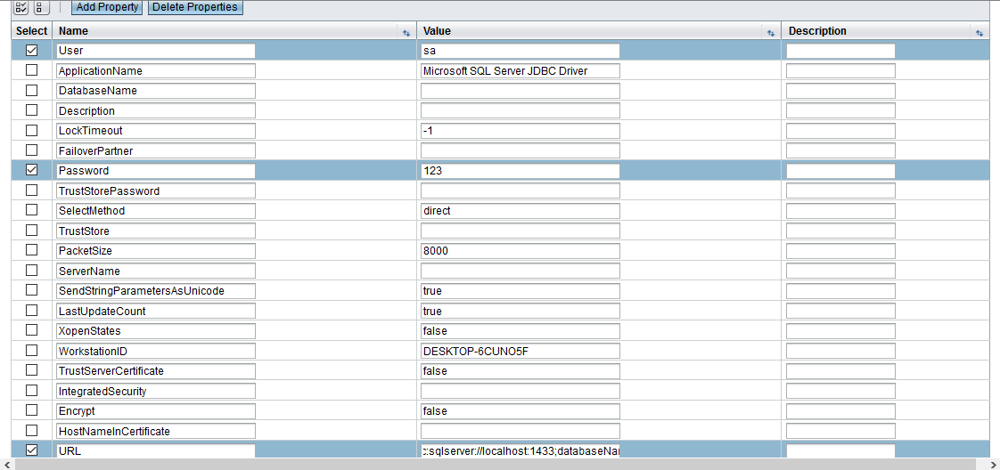 Add Property Delete Properties
Select Name Value Description
User sa
ApplicationName Microsoft SQL Server JDBC Driver
DatabaseName
Description
LockTimeout -1
FailoverPartner
Password 123
TrustStorePassword
SelectMethod direct
TrustStore
PacketSize 8000
ServerName
SendStringParametersAsUnicode true
LastUpdateCount true
XopenStates false
WorkstationID DESKTOP-6CUNO5F
TrustServerCertificate false
IntegratedSecurity
Encrypt false
HostNameInCertificate
URL :sqlserver://localhost:1433;databaseNa